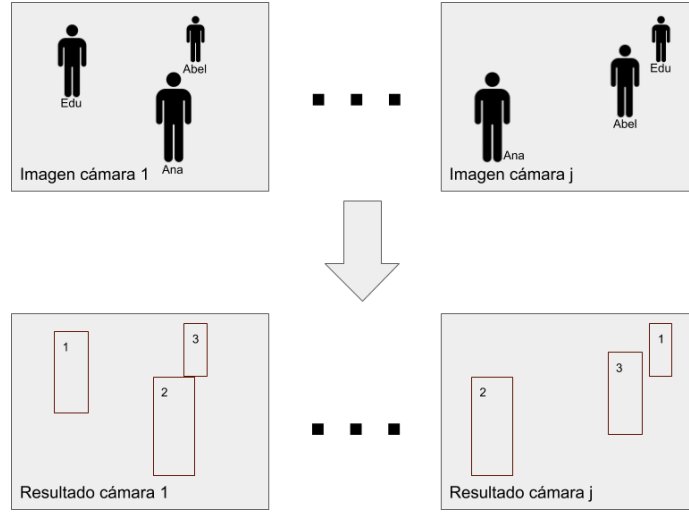 Edu
Abel
Ana
Imagen cámara 1
Edu
Abel
Ana
Imagen cámara j
1
3
2
Resultado cámara 1
1
3
2
Resultado cámara j